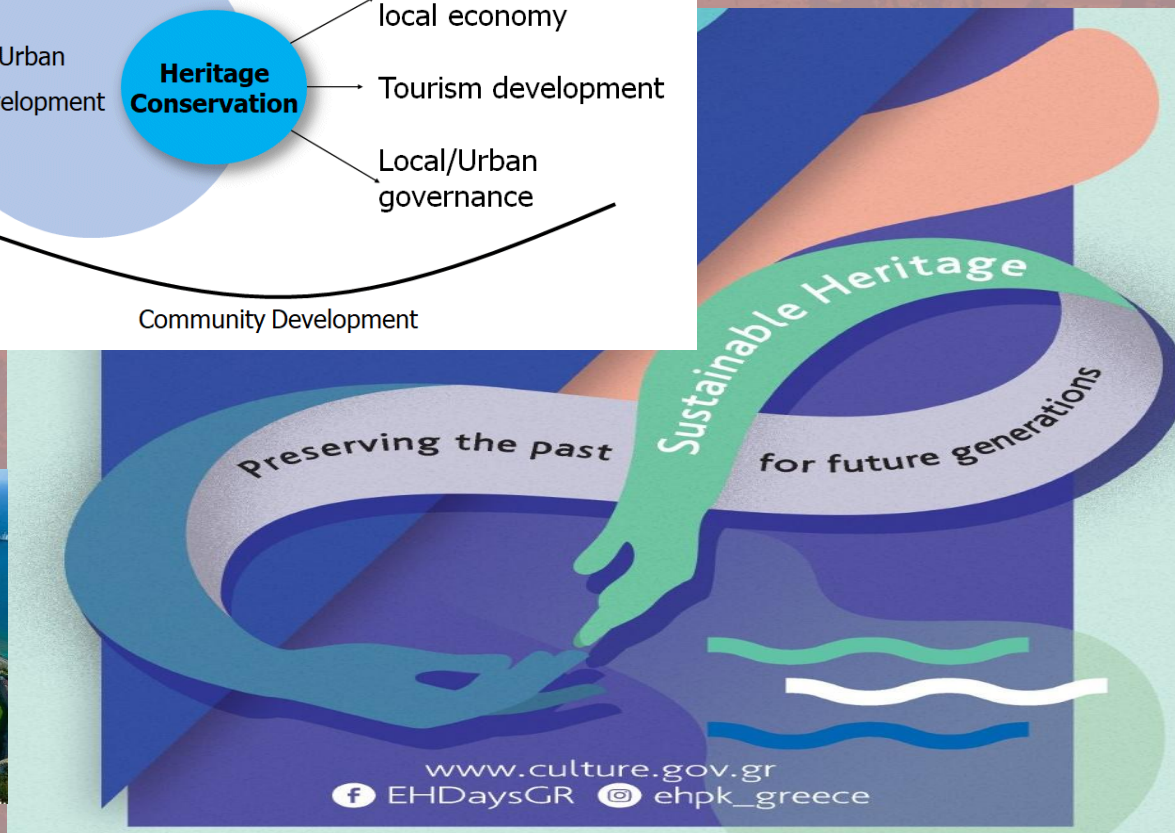 local economy
Urban
Heritage
Conservation
Tourism development
Local/Urban
governance
Community Development
Sustainable Heritage
Preserving the past
for future generations
www.culture.gov.gr
EHDaysGR ehpk_greece